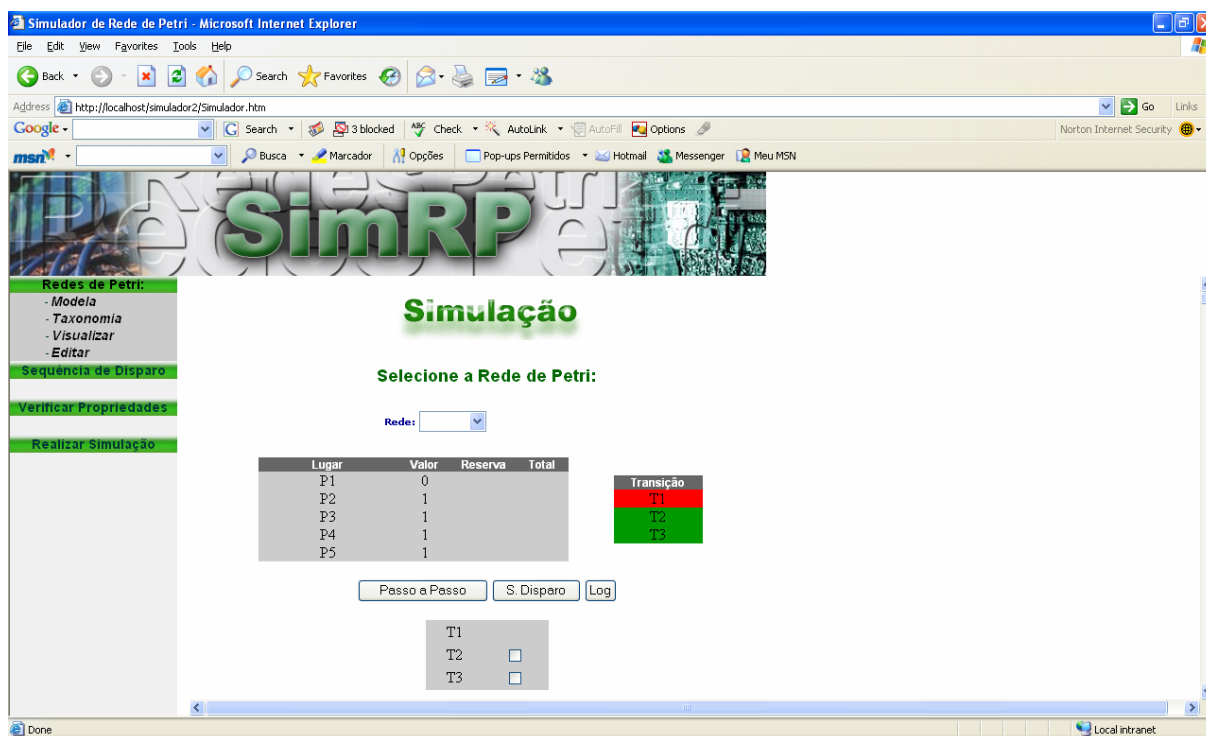 Simulador de Rede de Petri - Microsoft Internet Explorer
File Edit View Favorites Tools Help
Back Search Favorites
Address http://localhost/simulador2/Simulador.htm Go Links
Google Search 3 blocked ABC Check AutoLink AutoFill Options Norton Internet Security
msn Busca Marcador Opções Pop-ups Permitidos Hotmail Messenger Meu MSN
SimRP
Redes de Petri:
- Modela
- Taxonomia
- Visualizar
- Editar
Sequência de Disparo
Verificar Propriedades
Realizar Simulação
Simulação
Selecione a Rede de Petri:
Rede:
Lugar Valor Reserva Total
P1 0
P2 1
P3 1
P4 1
P5 1
Transição
T1
T2
T3
Passo a Passo S. Disparo Log
T1
T2
T3
Done Local intranet